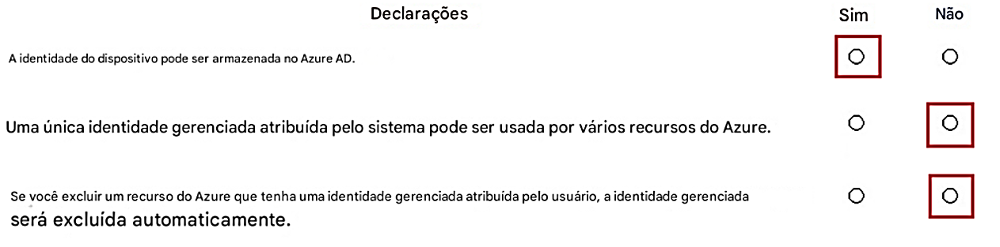 Declarações Sim Não
A identidade do dispositivo pode ser armazenada no Azure AD.
Uma única identidade gerenciada atribuída pelo sistema pode ser usada por vários recursos do Azure.
Se você excluir um recurso do Azure que tenha uma identidade gerenciada atribuída pelo usuário, a identidade gerenciada
será excluída automaticamente.